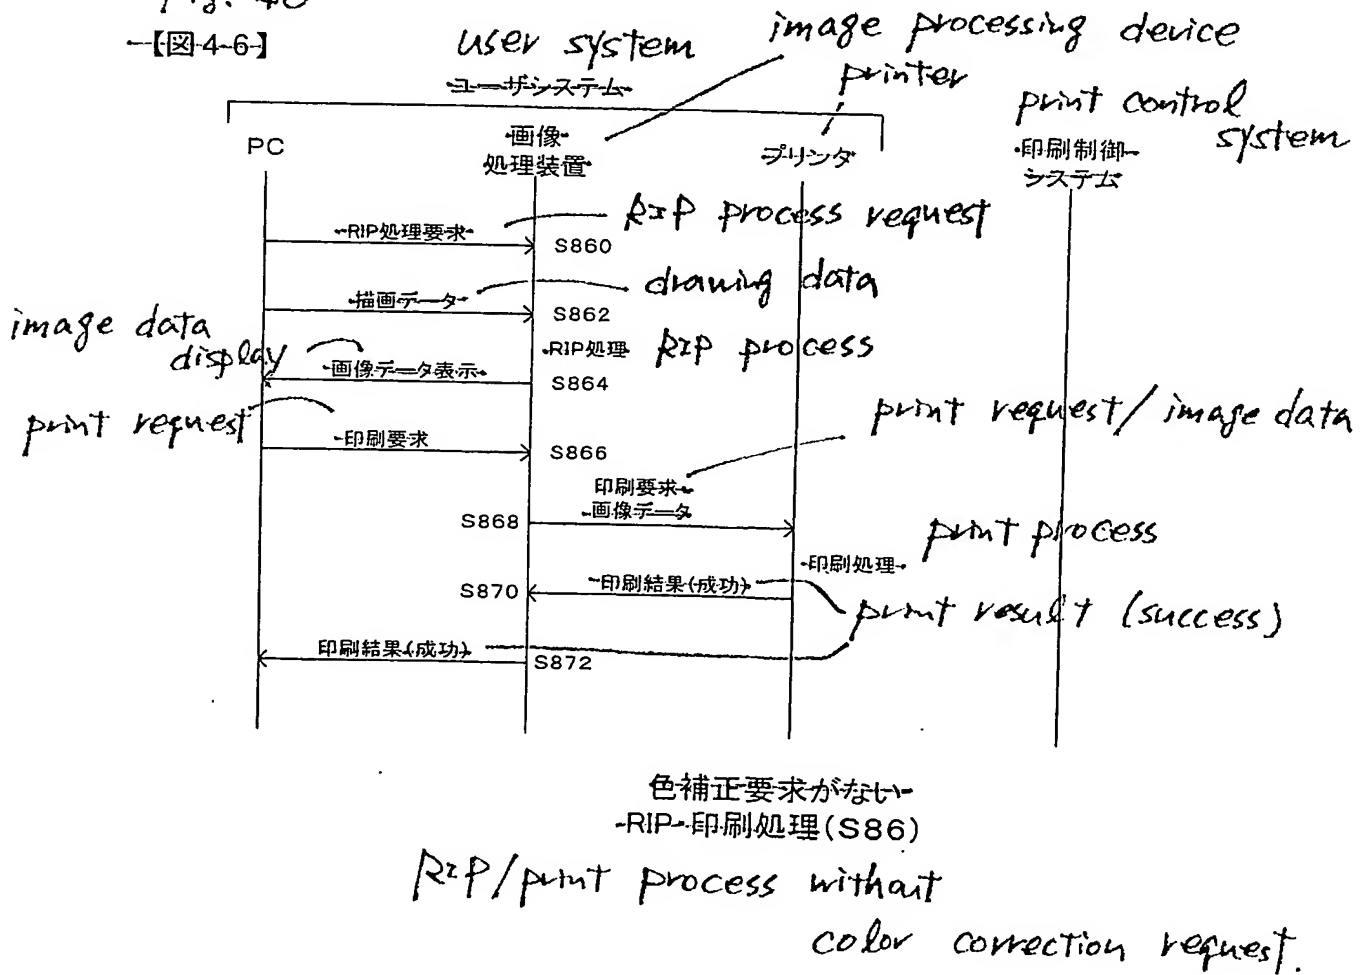 Fig. 46
【図46】
user system
image processing device
ユーザシステム
printer
print control
system
PC
画像
処理装置
プリンタ
印刷制御
システム
RIP処理要求
RIP process request
S860
描画データ
drawing data
S862
image data
display
RIP処理
RIP process
画像データ表示
S864
print request
print request/image data
印刷要求
S866
印刷要求
画像データ
S868
print process
印刷処理
S870
印刷結果(成功)
print result (success)
印刷結果(成功)
S872
色補正要求がない
RIP・印刷処理(S86)
RIP/print process without
color correction request.